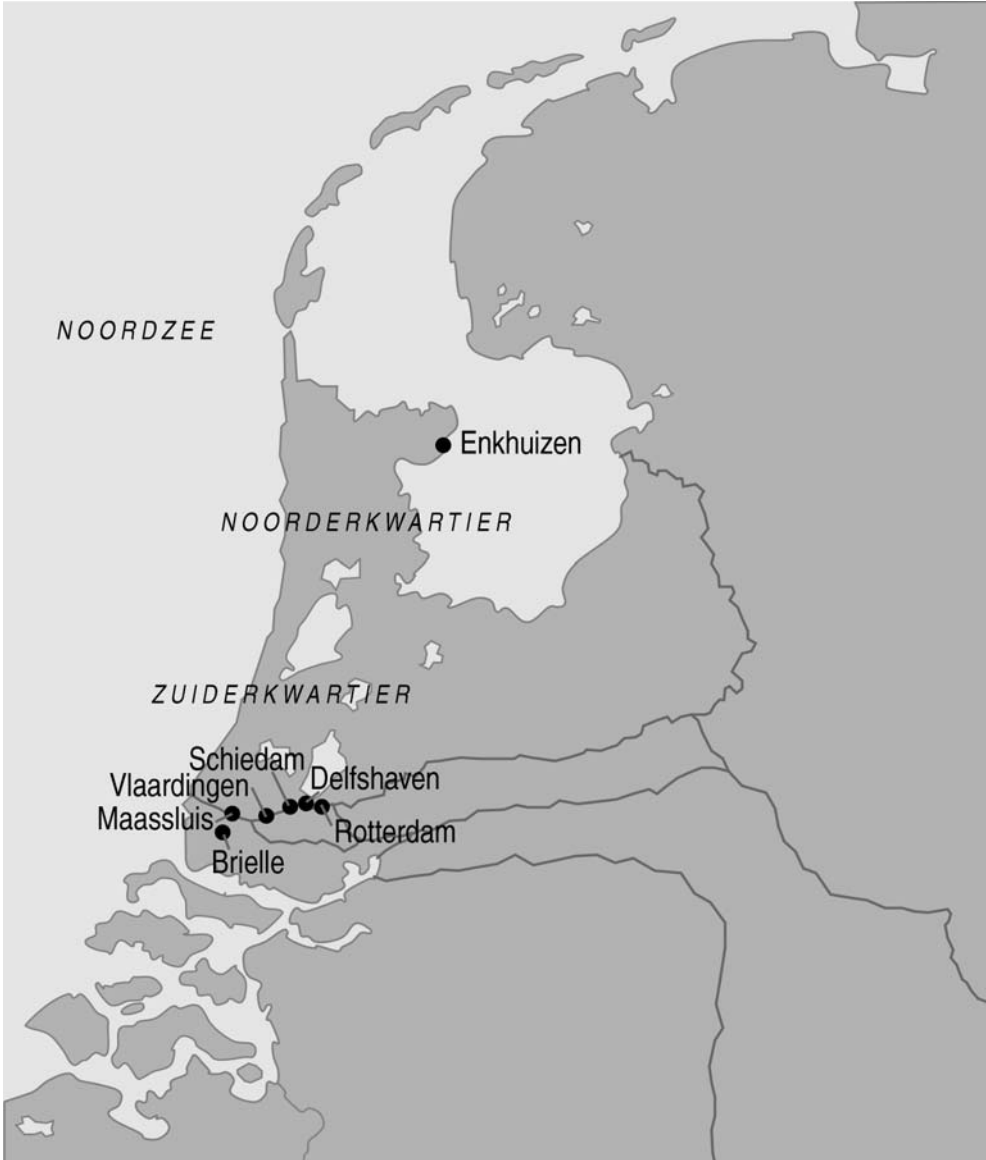 NOORDZEE
Enkhuizen
NOORDERKWARTIER
ZUIDERKWARTIER
Schiedam
Delfshaven
Vlaardingen
Maassluis
Rotterdam
Brielle